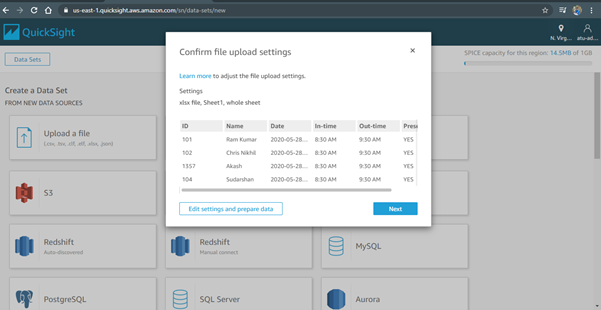 us-east-1.quicksight.aws.amazon.com/sn/data-sets/new
QuickSight
N. Virg...
atu-ad...
Data Sets
SPICE capacity for this region: 14.5MB of 1GB
Create a Data Set
FROM NEW DATA SOURCES
Confirm file upload settings
Learn more to adjust the file upload settings.
Settings
xlsx file, Sheet1, whole sheet
ID Name Date In-time Out-time Prese
101 Ram Kumar 2020-05-28... 8:30 AM 9:30 AM YES
102 Chris Nikhil 2020-05-28... 8:30 AM 9:30 AM YES
1357 Akash 2020-05-28... 8:30 AM 9:30 AM YES
104 Sudarshan 2020-05-28... 8:30 AM 9:30 AM YES
Edit settings and prepare data
Next
Upload a file
(.csv, .tsv, .clf, .elf, .xlsx, .json)
S3
Redshift
Auto-discovered
Redshift
Manual connect
MySQL
PostgreSQL
SQL Server
Aurora